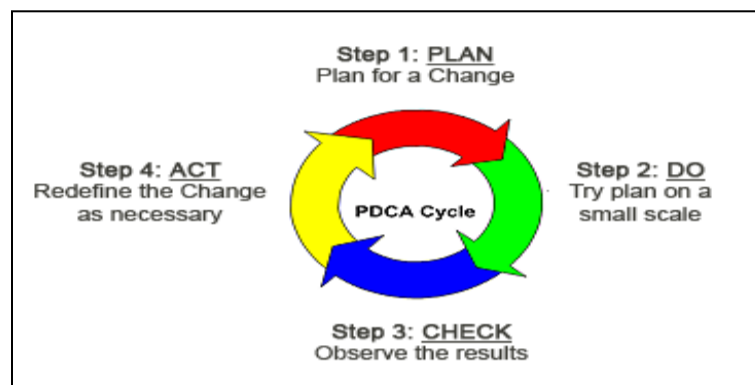 Step 1: PLAN
Plan for a Change
Step 2: DO
Try plan on a
small scale
Step 3: CHECK
Observe the results
Step 4: ACT
Redefine the Change
as necessary
PDCA Cycle